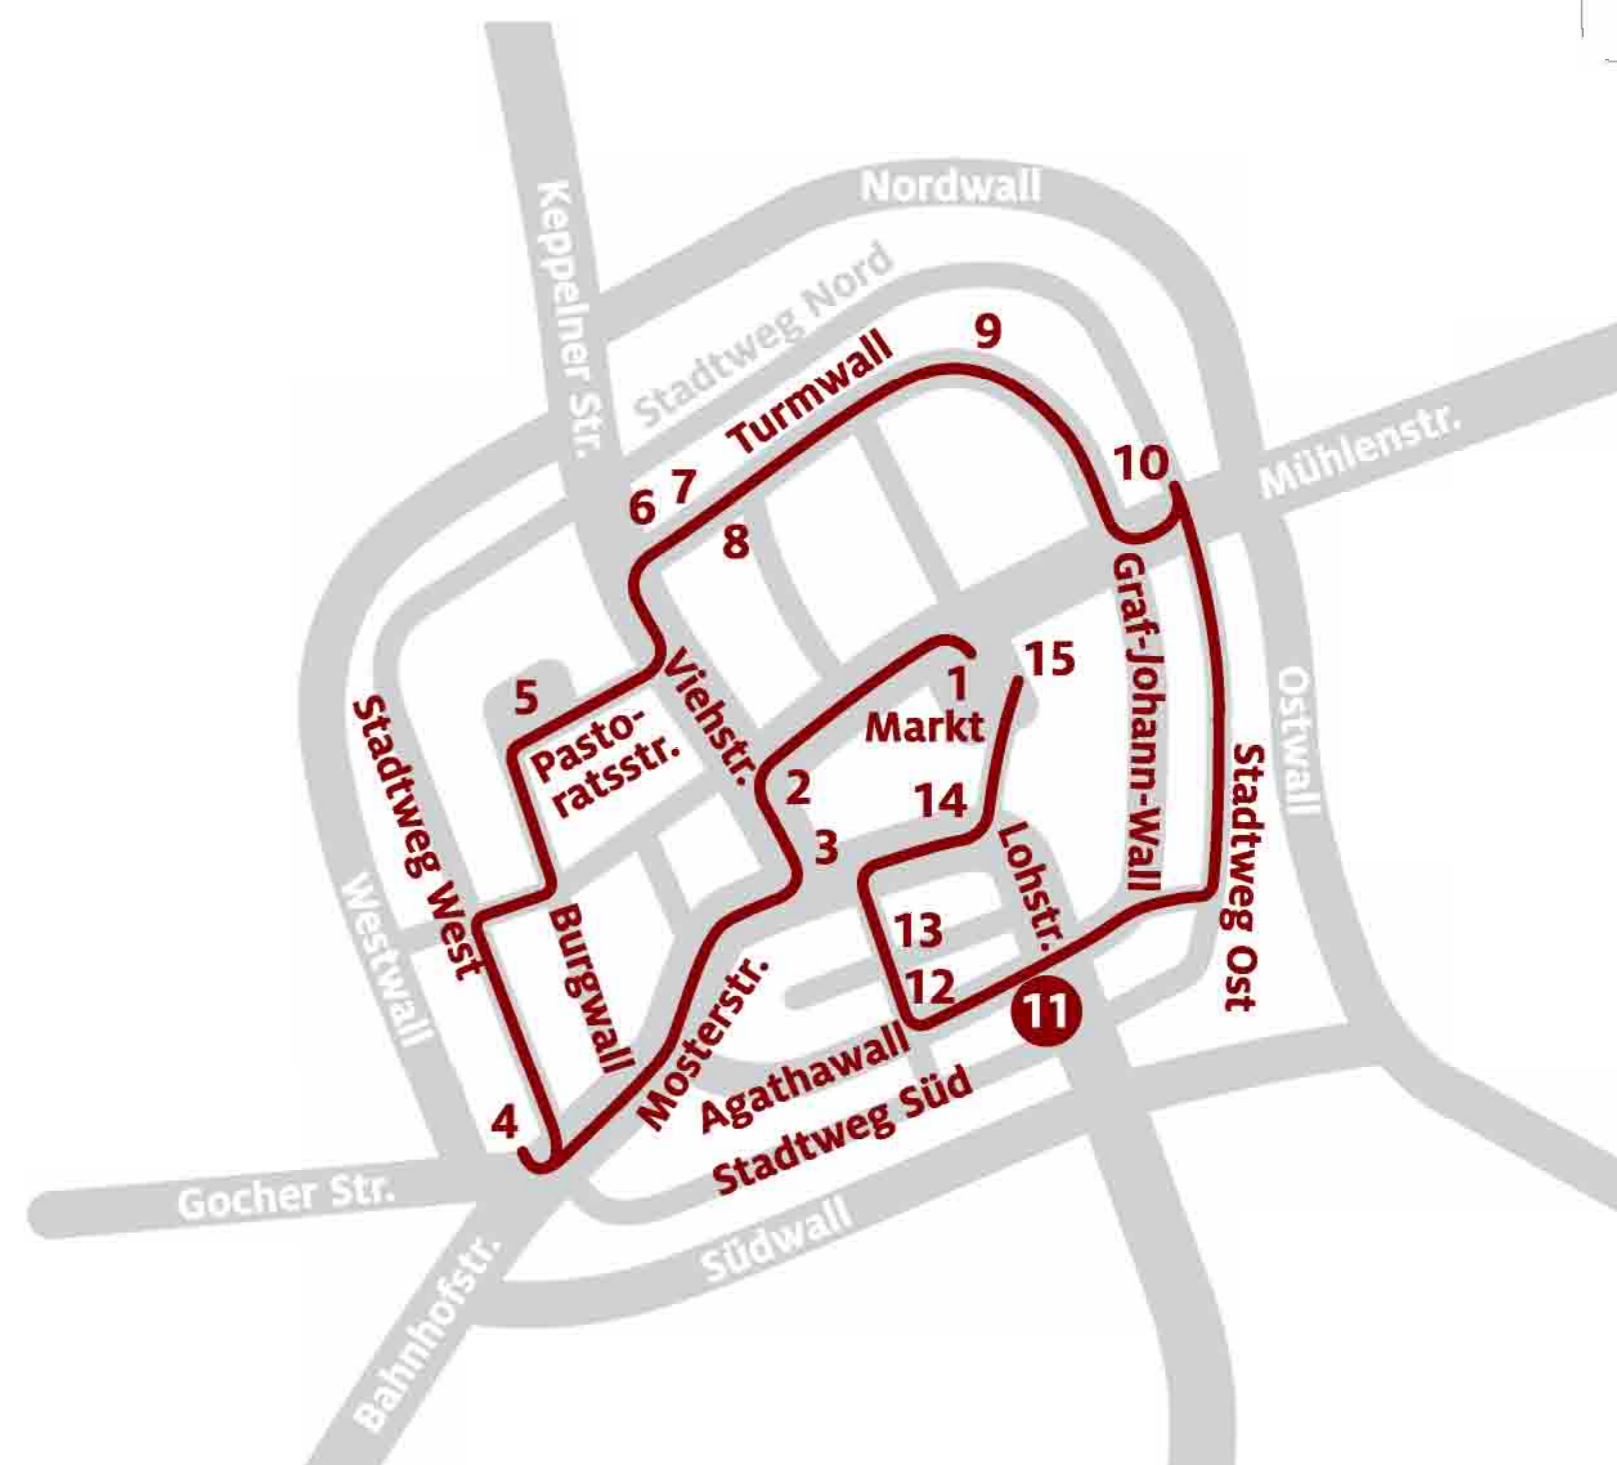 Nordwall
Keppelner Str.
Stadtweg Nord
Turmwall
9
10
Mühlenstr.
6
7
8
Graf-Johann-Wall
15
1
Markt
Viehstr.
5
Pasto-
ratsstr.
2
3
14
Ostwall
Stadtweg Ost
Stadtweg West
Westwall
Burgwall
Lohstr.
13
12
11
Mosterstr.
Agathawall
Stadtweg Süd
4
Gocher Str.
Südwall
Bahnhofstr.